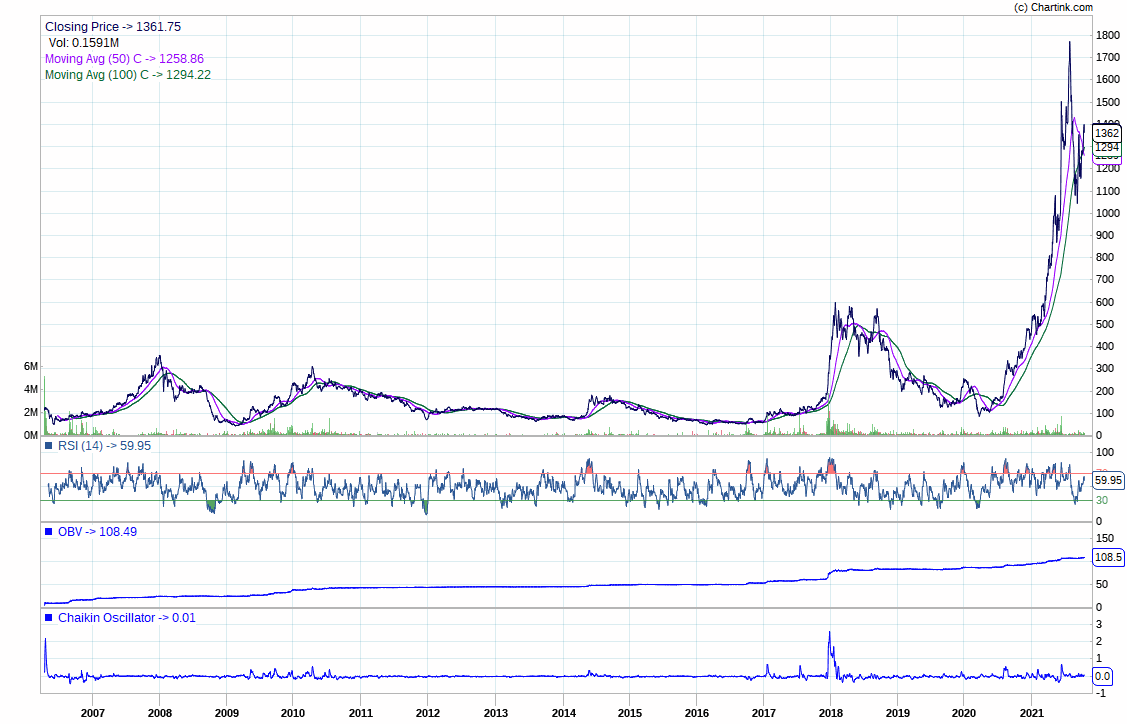 (c) Chartink.com
Closing Price -> 1361.75
Vol: 0.1591M
Moving Avg (50) C -> 1258.86
Moving Avg (100) C -> 1294.22
1800
1700
1600
1500
1400
1362
1294
1200
1100
1000
900
800
700
600
500
400
300
200
100
0
6M
4M
2M
0M
RSI (14) -> 59.95
100
70
59.95
30
0
OBV -> 108.49
150
108.5
50
0
Chaikin Oscillator -> 0.01
3
2
1
0.0
-1
2007 2008 2009 2010 2011 2012 2013 2014 2015 2016 2017 2018 2019 2020 2021